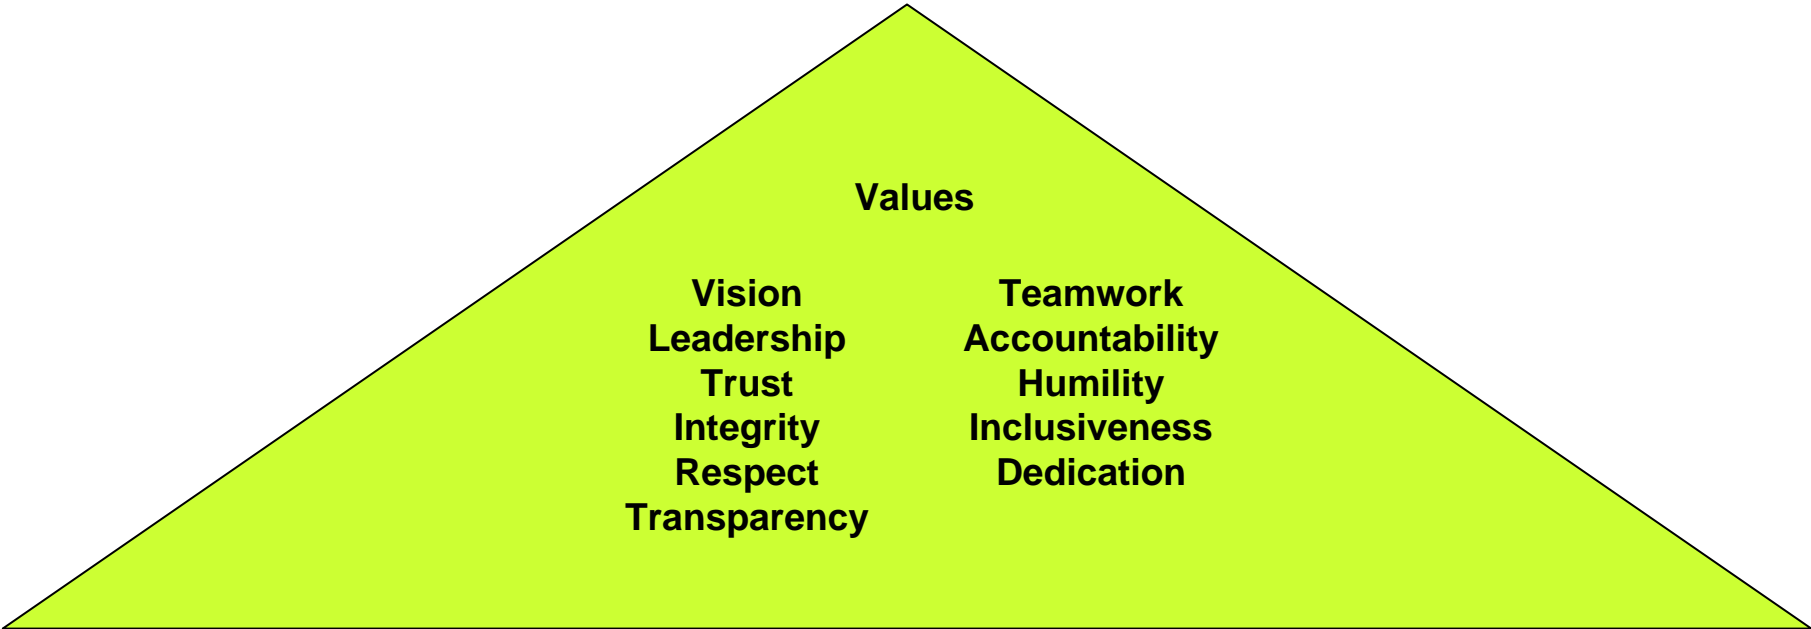 Values
Vision
Leadership
Trust
Integrity
Respect
Transparency
Teamwork
Accountability
Humility
Inclusiveness
Dedication